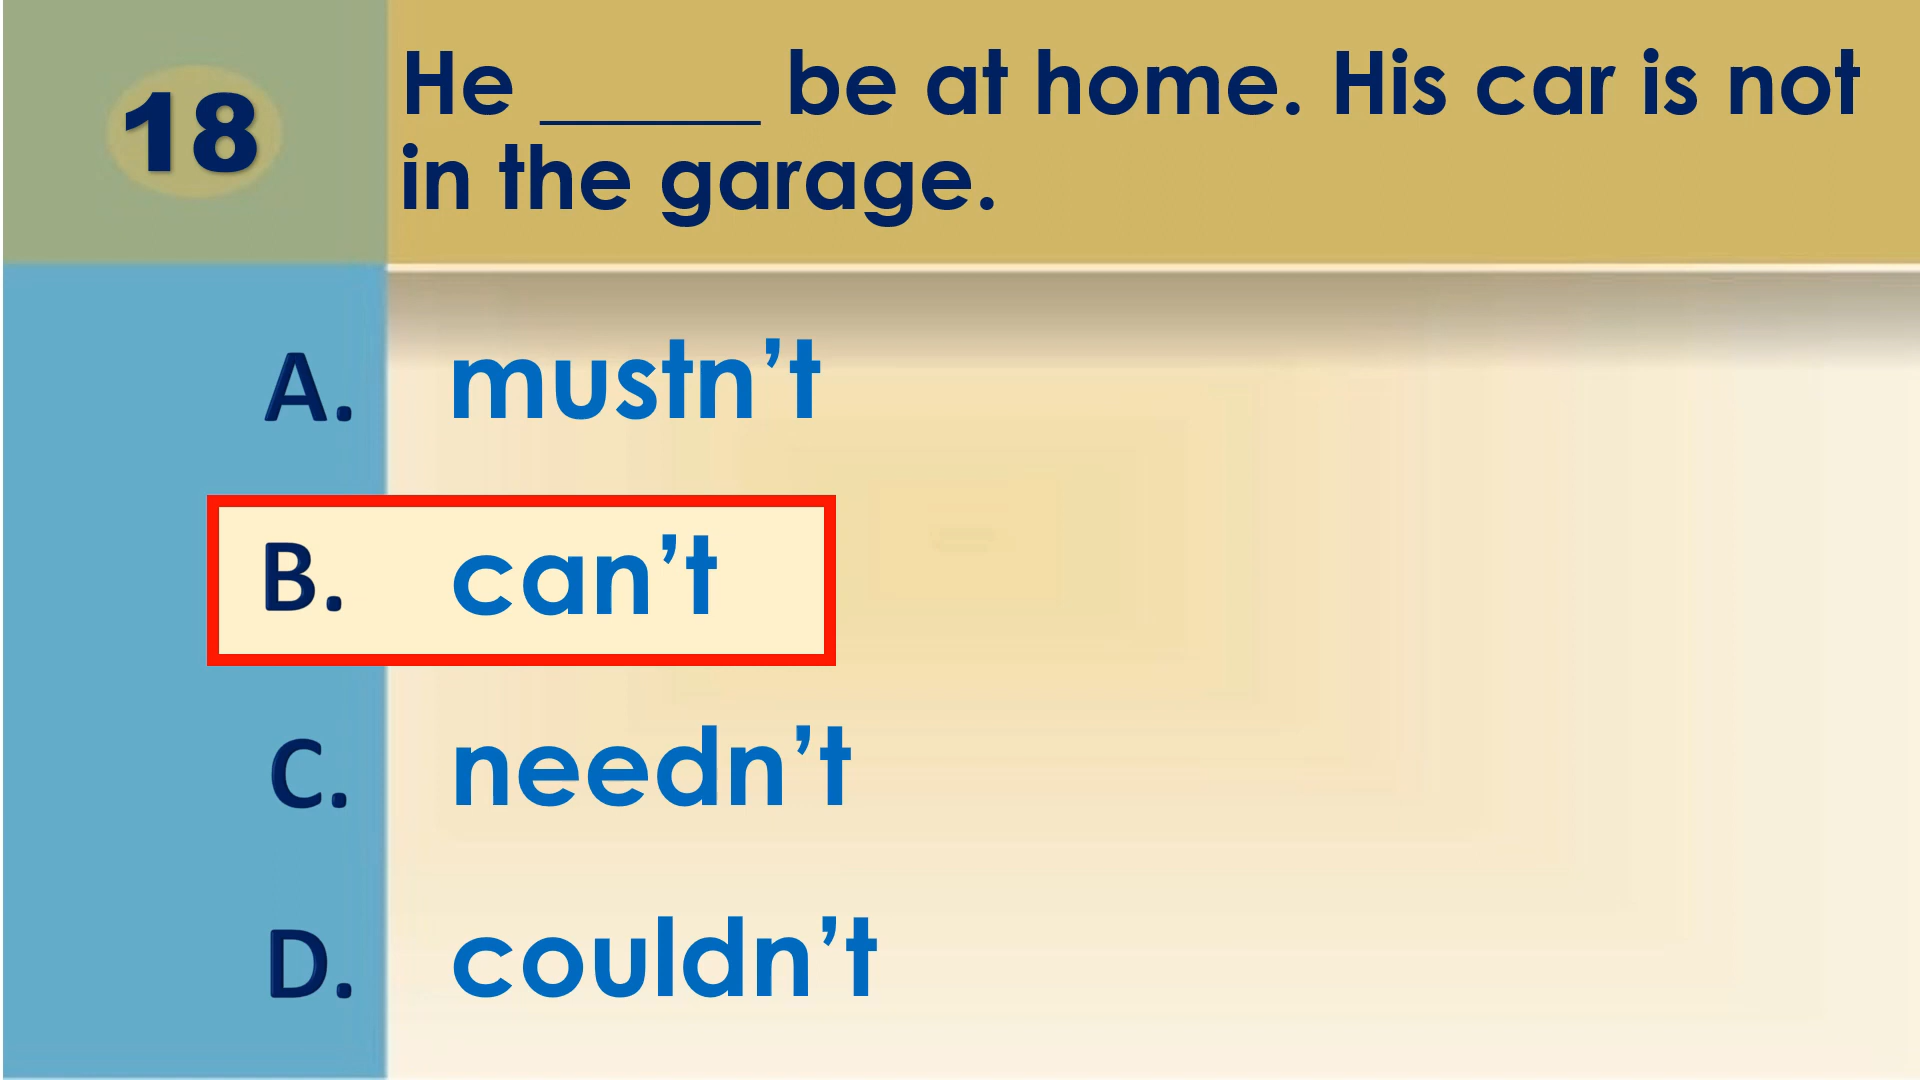 18
He ______ be at home. His car is not
in the garage.
A. mustn’t
B. can’t
C. needn’t
D. couldn’t